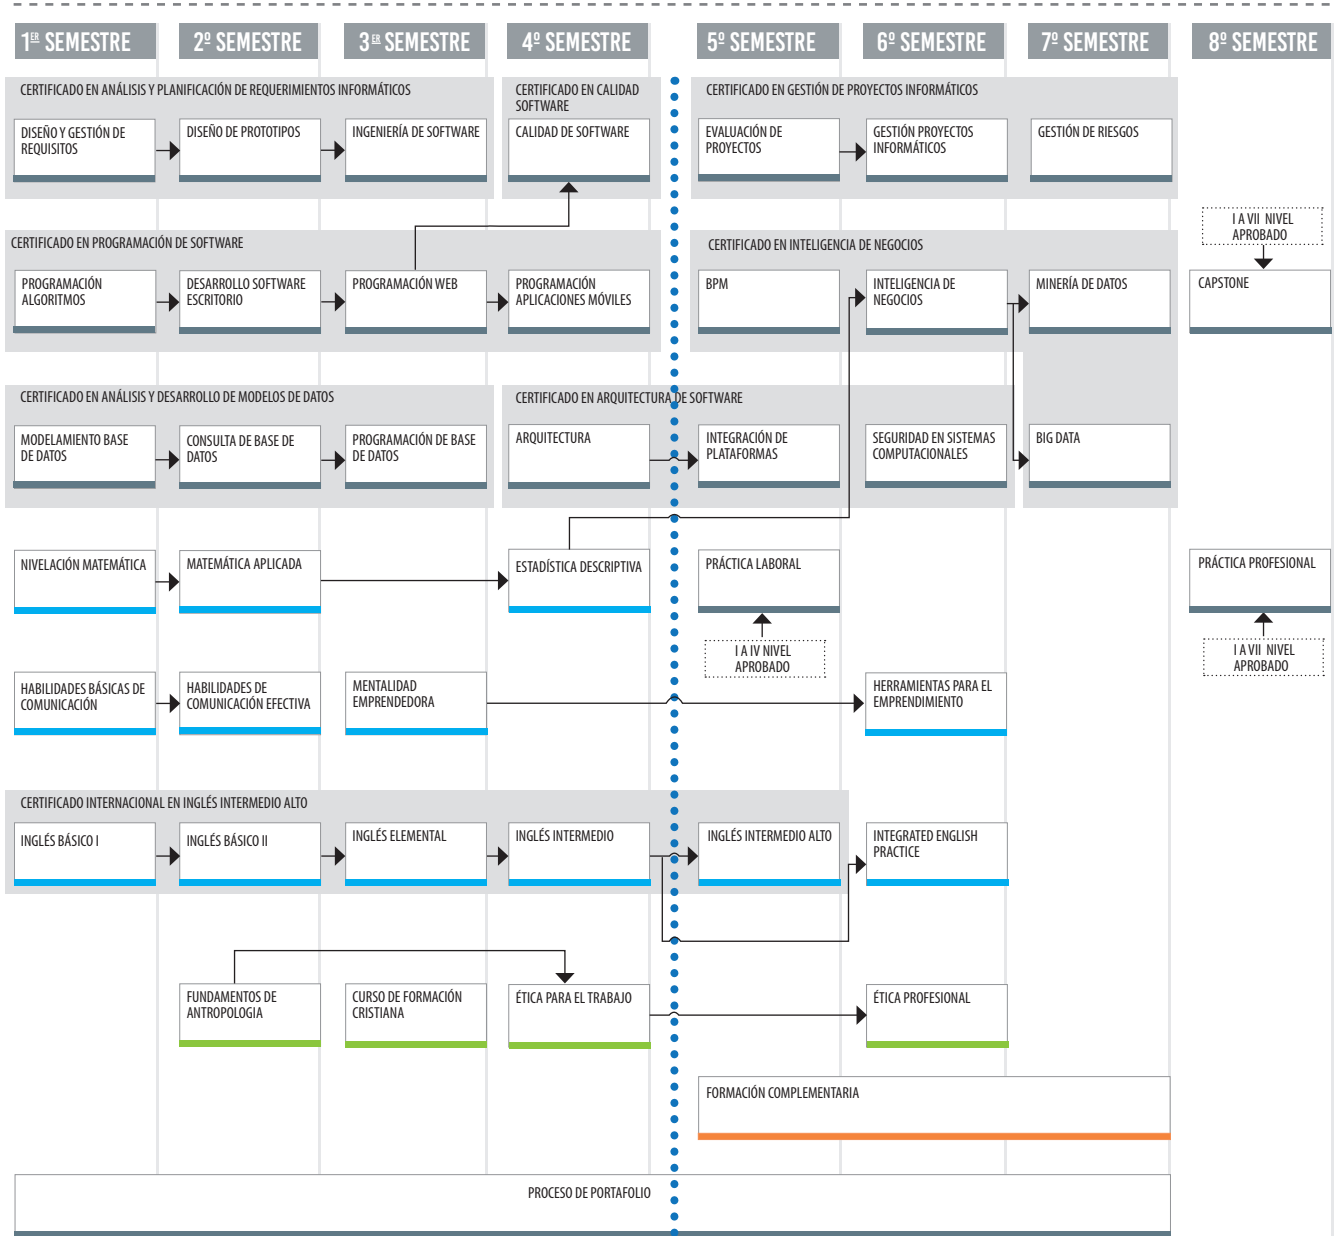 1ER SEMESTRE
2º SEMESTRE
3ER SEMESTRE
4º SEMESTRE
5º SEMESTRE
6º SEMESTRE
7º SEMESTRE
8º SEMESTRE
CERTIFICADO EN ANÁLISIS Y PLANIFICACIÓN DE REQUERIMIENTOS INFORMÁTICOS
CERTIFICADO EN CALIDAD
SOFTWARE
CERTIFICADO EN GESTIÓN DE PROYECTOS INFORMÁTICOS
DISEÑO Y GESTIÓN DE
REQUISITOS
DISEÑO DE PROTOTIPOS
INGENIERÍA DE SOFTWARE
CALIDAD DE SOFTWARE
EVALUACIÓN DE
PROYECTOS
GESTIÓN PROYECTOS
INFORMÁTICOS
GESTIÓN DE RIESGOS
I A VII NIVEL
APROBADO
CERTIFICADO EN PROGRAMACIÓN DE SOFTWARE
CERTIFICADO EN INTELIGENCIA DE NEGOCIOS
PROGRAMACIÓN
ALGORITMOS
DESARROLLO SOFTWARE
ESCRITORIO
PROGRAMACIÓN WEB
PROGRAMACIÓN
APLICACIONES MÓVILES
BPM
INTELIGENCIA DE
NEGOCIOS
MINERÍA DE DATOS
CAPSTONE
CERTIFICADO EN ANÁLISIS Y DESARROLLO DE MODELOS DE DATOS
CERTIFICADO EN ARQUITECTURA DE SOFTWARE
MODELAMIENTO BASE
DE DATOS
CONSULTA DE BASE DE
DATOS
PROGRAMACIÓN DE BASE
DE DATOS
ARQUITECTURA
INTEGRACIÓN DE
PLATAFORMAS
SEGURIDAD EN SISTEMAS
COMPUTACIONALES
BIG DATA
NIVELACIÓN MATEMÁTICA
MATEMÁTICA APLICADA
ESTADÍSTICA DESCRIPTIVA
PRÁCTICA LABORAL
PRÁCTICA PROFESIONAL
I A IV NIVEL
APROBADO
I A VII NIVEL
APROBADO
HABILIDADES BÁSICAS DE
COMUNICACIÓN
HABILIDADES DE
COMUNICACIÓN EFECTIVA
MENTALIDAD
EMPRENDEDORA
HERRAMIENTAS PARA EL
EMPRENDIMIENTO
CERTIFICADO INTERNACIONAL EN INGLÉS INTERMEDIO ALTO
INGLÉS BÁSICO I
INGLÉS BÁSICO II
INGLÉS ELEMENTAL
INGLÉS INTERMEDIO
INGLÉS INTERMEDIO ALTO
INTEGRATED ENGLISH
PRACTICE
FUNDAMENTOS DE
ANTROPOLOGIA
CURSO DE FORMACIÓN
CRISTIANA
ÉTICA PARA EL TRABAJO
ÉTICA PROFESIONAL
FORMACIÓN COMPLEMENTARIA
PROCESO DE PORTAFOLIO